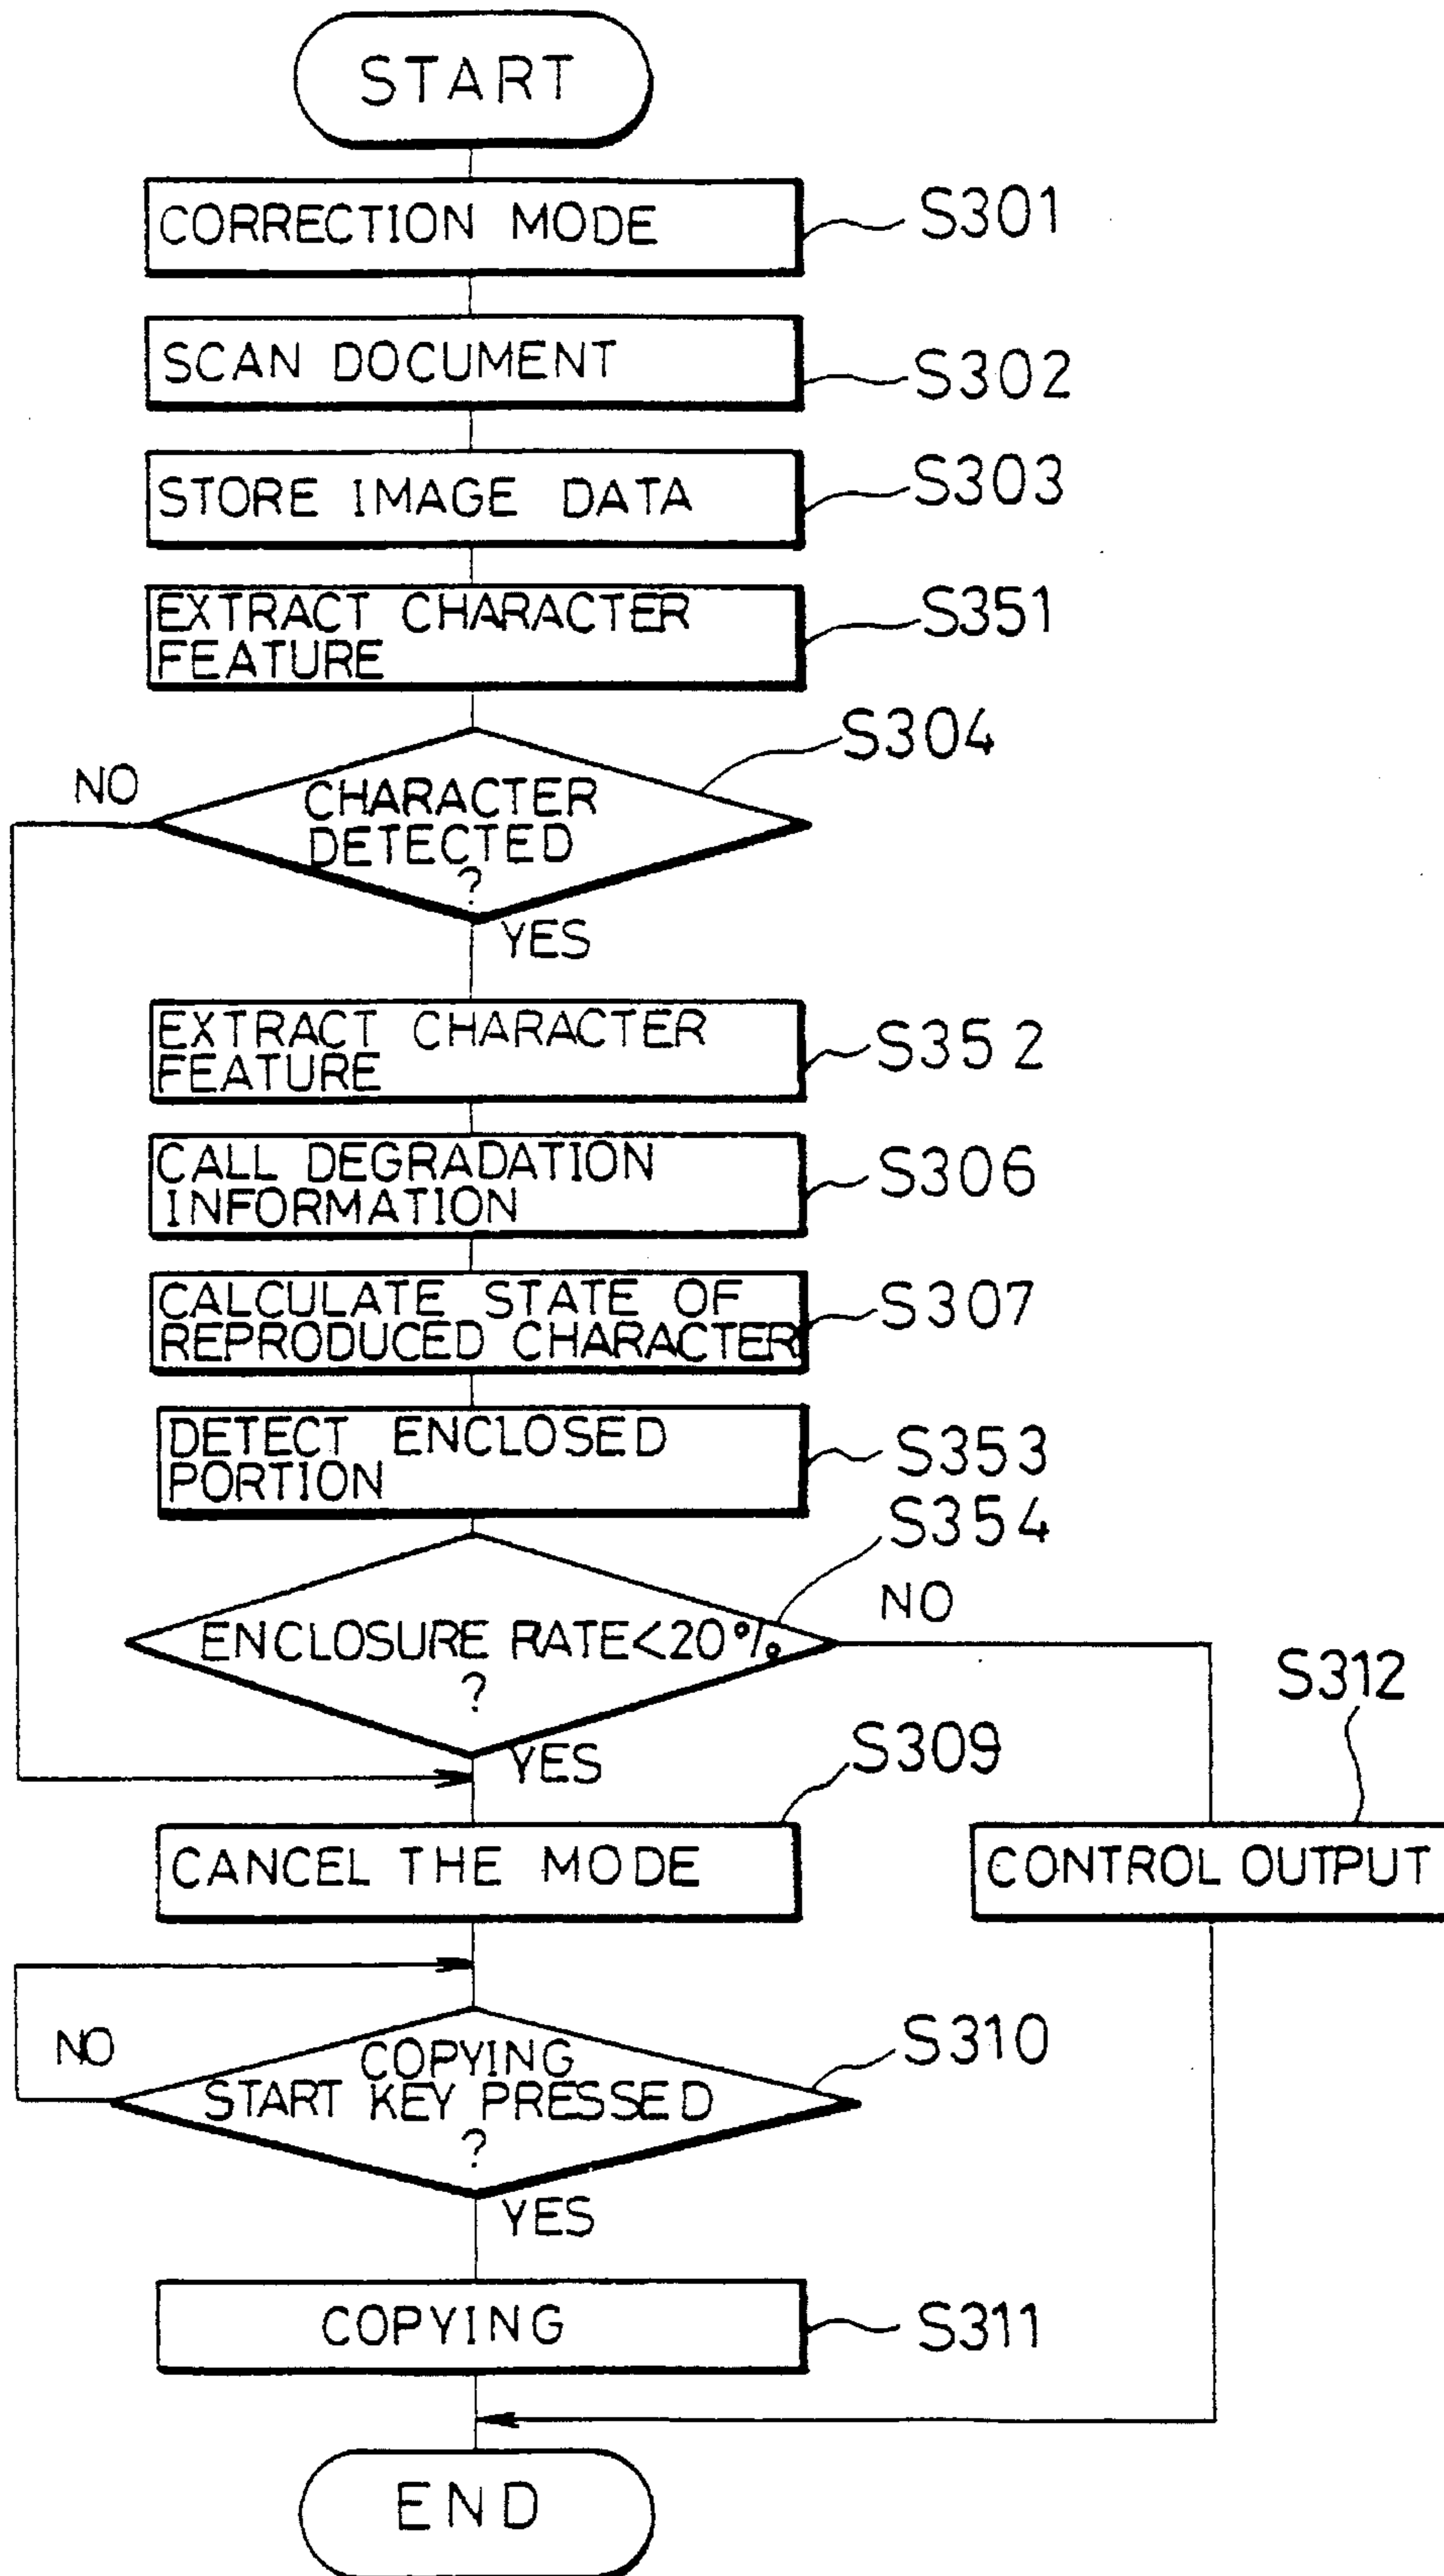 START
CORRECTION MODE
S301
SCAN DOCUMENT
S302
STORE IMAGE DATA
S303
EXTRACT CHARACTER
FEATURE
S351
S304
NO
CHARACTER
DETECTED
?
YES
EXTRACT CHARACTER
FEATURE
S352
CALL DEGRADATION
INFORMATION
S306
CALCULATE STATE OF
REPRODUCED CHARACTER
S307
DETECT ENCLOSED
PORTION
S353
S354
NO
ENCLOSURE RATE<20%
?
YES
S312
S309
CANCEL THE MODE
CONTROL OUTPUT
NO
COPYING
START KEY PRESSED
?
S310
YES
COPYING
S311
END